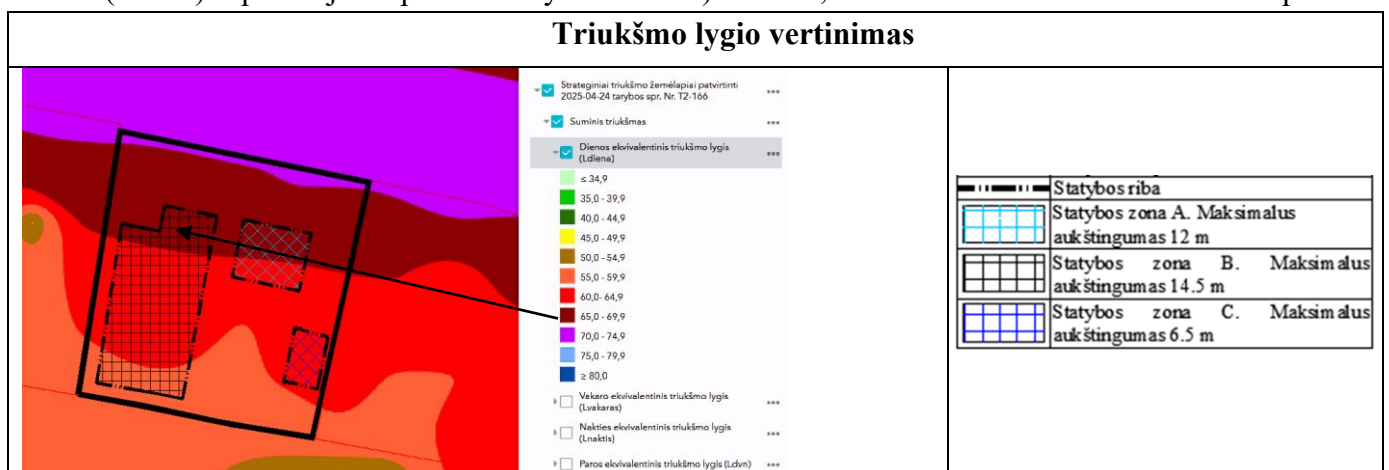 Triukšmo lygio vertinimas
Strateginiai triukšmo žemėlapiai patvirtinti
2025-04-24 tarybos spr. Nr. T2-166
Suminis triukšmas
Dienos ekvivalentinis triukšmo lygis
(Ldiena)
≤ 34,9
35,0 - 39,9
40,0 - 44,9
45,0 - 49,9
50,0 - 54,9
55,0 - 59,9
60,0- 64,9
65,0 - 69,9
70,0 - 74,9
75,0 - 79,9
≥ 80,0
Vakaro ekvivalentinis triukšmo lygis
(Lvakaras)
Nakties ekvivalentinis triukšmo lygis
(Lnaktis)
Paros ekvivalentinis triukšmo lygis (Ldvn)
Statybos riba
Statybos zona A. Maksimalus
aukštingumas 12 m
Statybos zona B. Maksimalus
aukštingumas 14.5 m
Statybos zona C. Maksimalus
aukštingumas 6.5 m